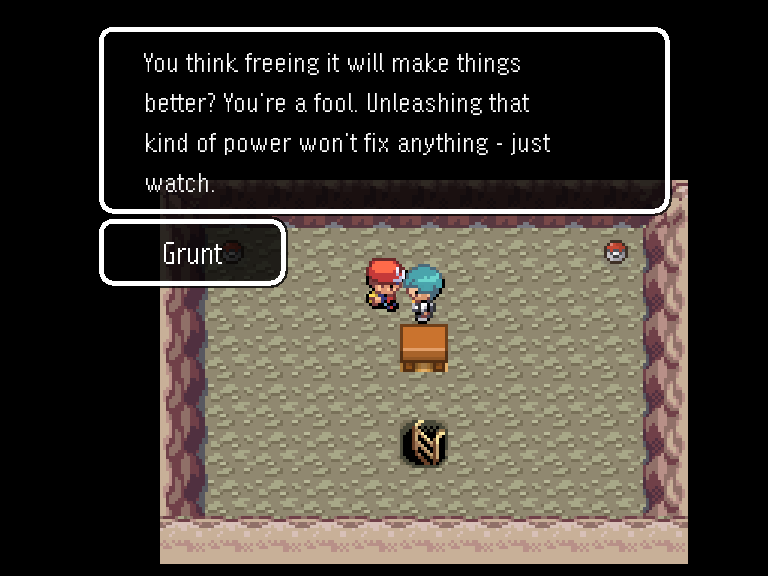 You think freeing it will make things
better? You're a fool. Unleashing that
kind of power won't fix anything - just
watch.
Grunt